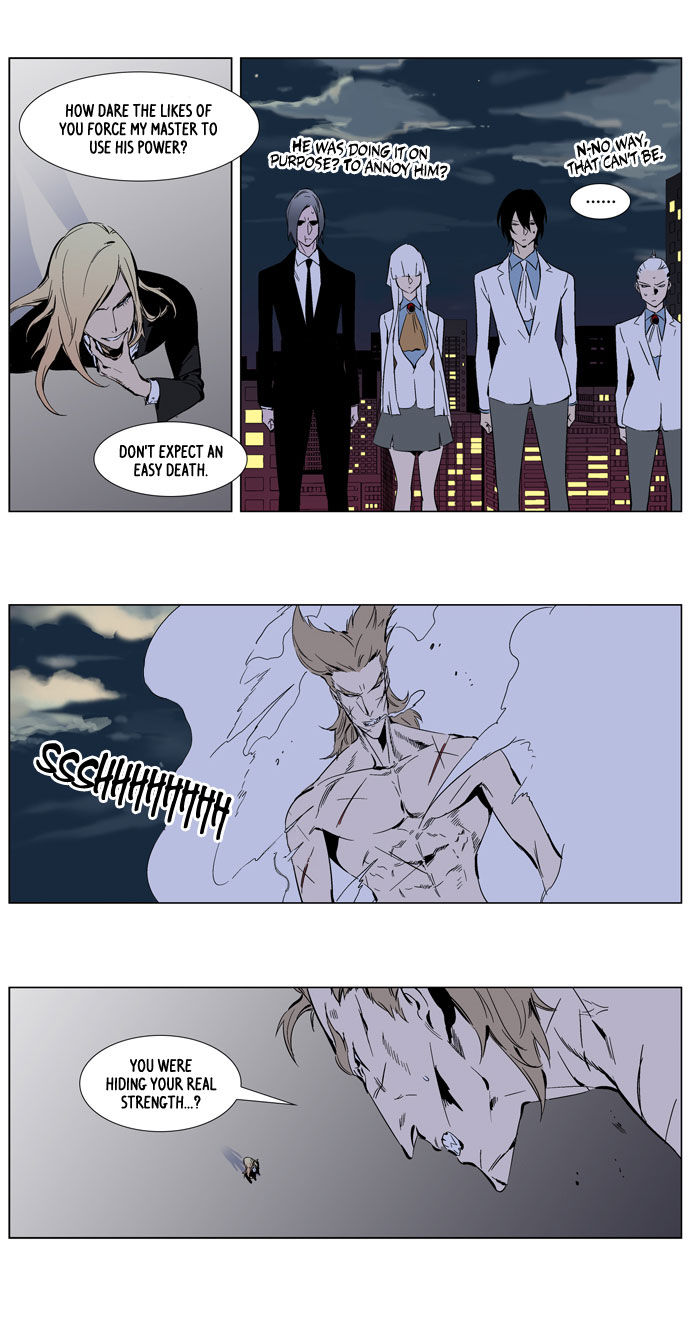 HOW DARE THE LIKES OF
YOU FORCE MY MASTER TO
USE HIS POWER?
DON'T EXPECT AN
EASY DEATH.
HE WAS DOING IT ON
PURPOSE? TO ANNOY HIM?
N-NO WAY,
THAT CAN'T BE.
......
SSSHHHHHHHH
YOU WERE
HIDING YOUR REAL
STRENGTH...?